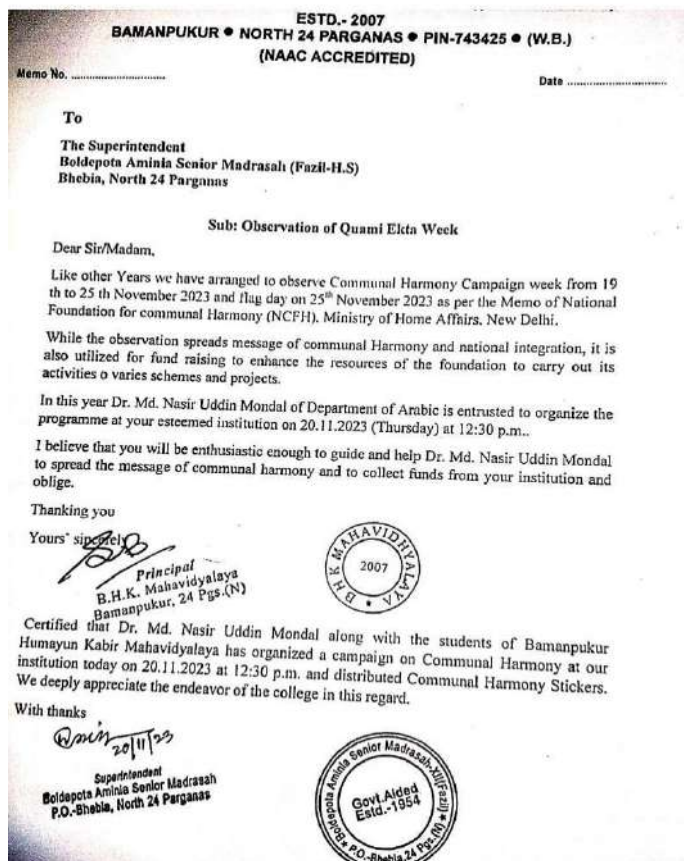 ESTD.- 2007
BAMANPUKUR ● NORTH 24 PARGANAS ● PIN-743425 ● (W.B.)
(NAAC ACCREDITED)
Memo No. ............................
Date ............................
To
The Superintendent
Boldepota Aminia Senior Madrasah (Fazil-H.S)
Bhebia, North 24 Parganas
Sub: Observation of Quami Ekta Week
Dear Sir/Madam,
Like other Years we have arranged to observe Communal Harmony Campaign week from 19
th to 25 th November 2023 and flag day on 25th November 2023 as per the Memo of National
Foundation for communal Harmony (NCFH). Ministry of Home Affairs. New Delhi.
While the observation spreads message of communal Harmony and national integration, it is
also utilized for fund raising to enhance the resources of the foundation to carry out its
activities o varies schemes and projects.
In this year Dr. Md. Nasir Uddin Mondal of Department of Arabic is entrusted to organize the
programme at your esteemed institution on 20.11.2023 (Thursday) at 12:30 p.m..
I believe that you will be enthusiastic enough to guide and help Dr. Md. Nasir Uddin Mondal
to spread the message of communal harmony and to collect funds from your institution and
oblige.
Thanking you
Yours' sincerely
Principal
B.H.K. Mahavidyalaya
Bamanpukur, 24 Pgs.(N)
B H K MAHAVIDHYALAYA
2007
Certified that Dr. Md. Nasir Uddin Mondal along with the students of Bamanpukur
Humayun Kabir Mahavidyalaya has organized a campaign on Communal Harmony at our
institution today on 20.11.2023 at 12:30 p.m. and distributed Communal Harmony Stickers.
We deeply appreciate the endeavor of the college in this regard.
With thanks
20/11/23
Superintendent
Boldepota Aminia Senior Madrasah
P.O.-Bhebia, North 24 Parganas
Boldepota Aminia Senior Madrasah-XII(Fazil)
Govt.Aided
Estd.-1954
P.O.-Bhebia,24 Pgs.(N)